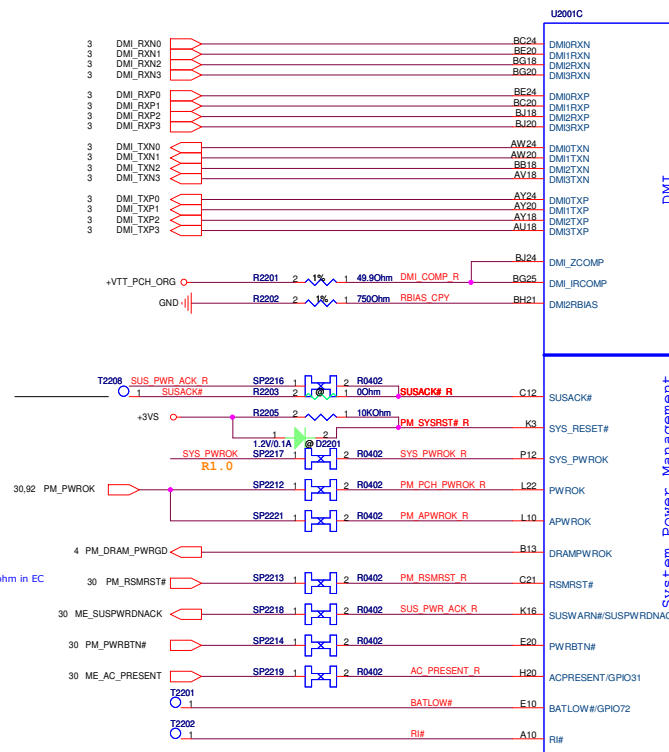 U2001C
3 DMI_RXN0 BC24 DMI0RXN
3 DMI_RXN1 BE20 DMI1RXN
3 DMI_RXN2 BG18 DMI2RXN
3 DMI_RXN3 BG20 DMI3RXN
3 DMI_RXP0 BE24 DMI0RXP
3 DMI_RXP1 BC20 DMI1RXP
3 DMI_RXP2 BJ18 DMI2RXP
3 DMI_RXP3 BJ20 DMI3RXP
3 DMI_TXN0 AW24 DMI0TXN
3 DMI_TXN1 AW20 DMI1TXN
3 DMI_TXN2 BB18 DMI2TXN
3 DMI_TXN3 AV18 DMI3TXN
3 DMI_TXP0 AY24 DMI0TXP
3 DMI_TXP1 AY20 DMI1TXP
3 DMI_TXP2 AY18 DMI2TXP
3 DMI_TXP3 AU18 DMI3TXP
DMI
BJ24 DMI_ZCOMP
+VTT_PCH_ORG R2201 2 1% 1 49.9Ohm DMI_COMP_R BG25 DMI_IRCOMP
GND R2202 2 1% 1 750Ohm RBIAS_CPY BH21 DMI2RBIAS
T2208 SUS_PWR_ACK_R SP2216 1 2 R0402
1 SUSACK# R2203 2 @ 1 0Ohm SUSACK#_R C12 SUSACK#
+3VS R2205 2 1 10KOhm
PM_SYSRST#_R K3 SYS_RESET#
1 2
1.2V/0.1A @ D2201
SYS_PWROK SP2217 1 2 R0402 SYS_PWROK_R P12 SYS_PWROK
R1.0
30,92 PM_PWROK SP2212 1 2 R0402 PM_PCH_PWROK_R L22 PWROK
SP2221 1 2 R0402 PM_APWROK_R L10 APWROK
4 PM_DRAM_PWRGD B13 DRAMPWROK
ohm in EC
30 PM_RSMRST# SP2213 1 2 R0402 PM_RSMRST_R C21 RSMRST#
30 ME_SUSPWRDNACK SP2218 1 2 R0402 SUS_PWR_ACK_R K16 SUSWARN#/SUSPWRDNAC
30 PM_PWRBTN# SP2214 1 2 R0402 E20 PWRBTN#
30 ME_AC_PRESENT SP2219 1 2 R0402 AC_PRESENT_R H20 ACPRESENT/GPIO31
T2201
1 BATLOW# E10 BATLOW#/GPIO72
T2202
1 RI# A10 RI#
System Power Management